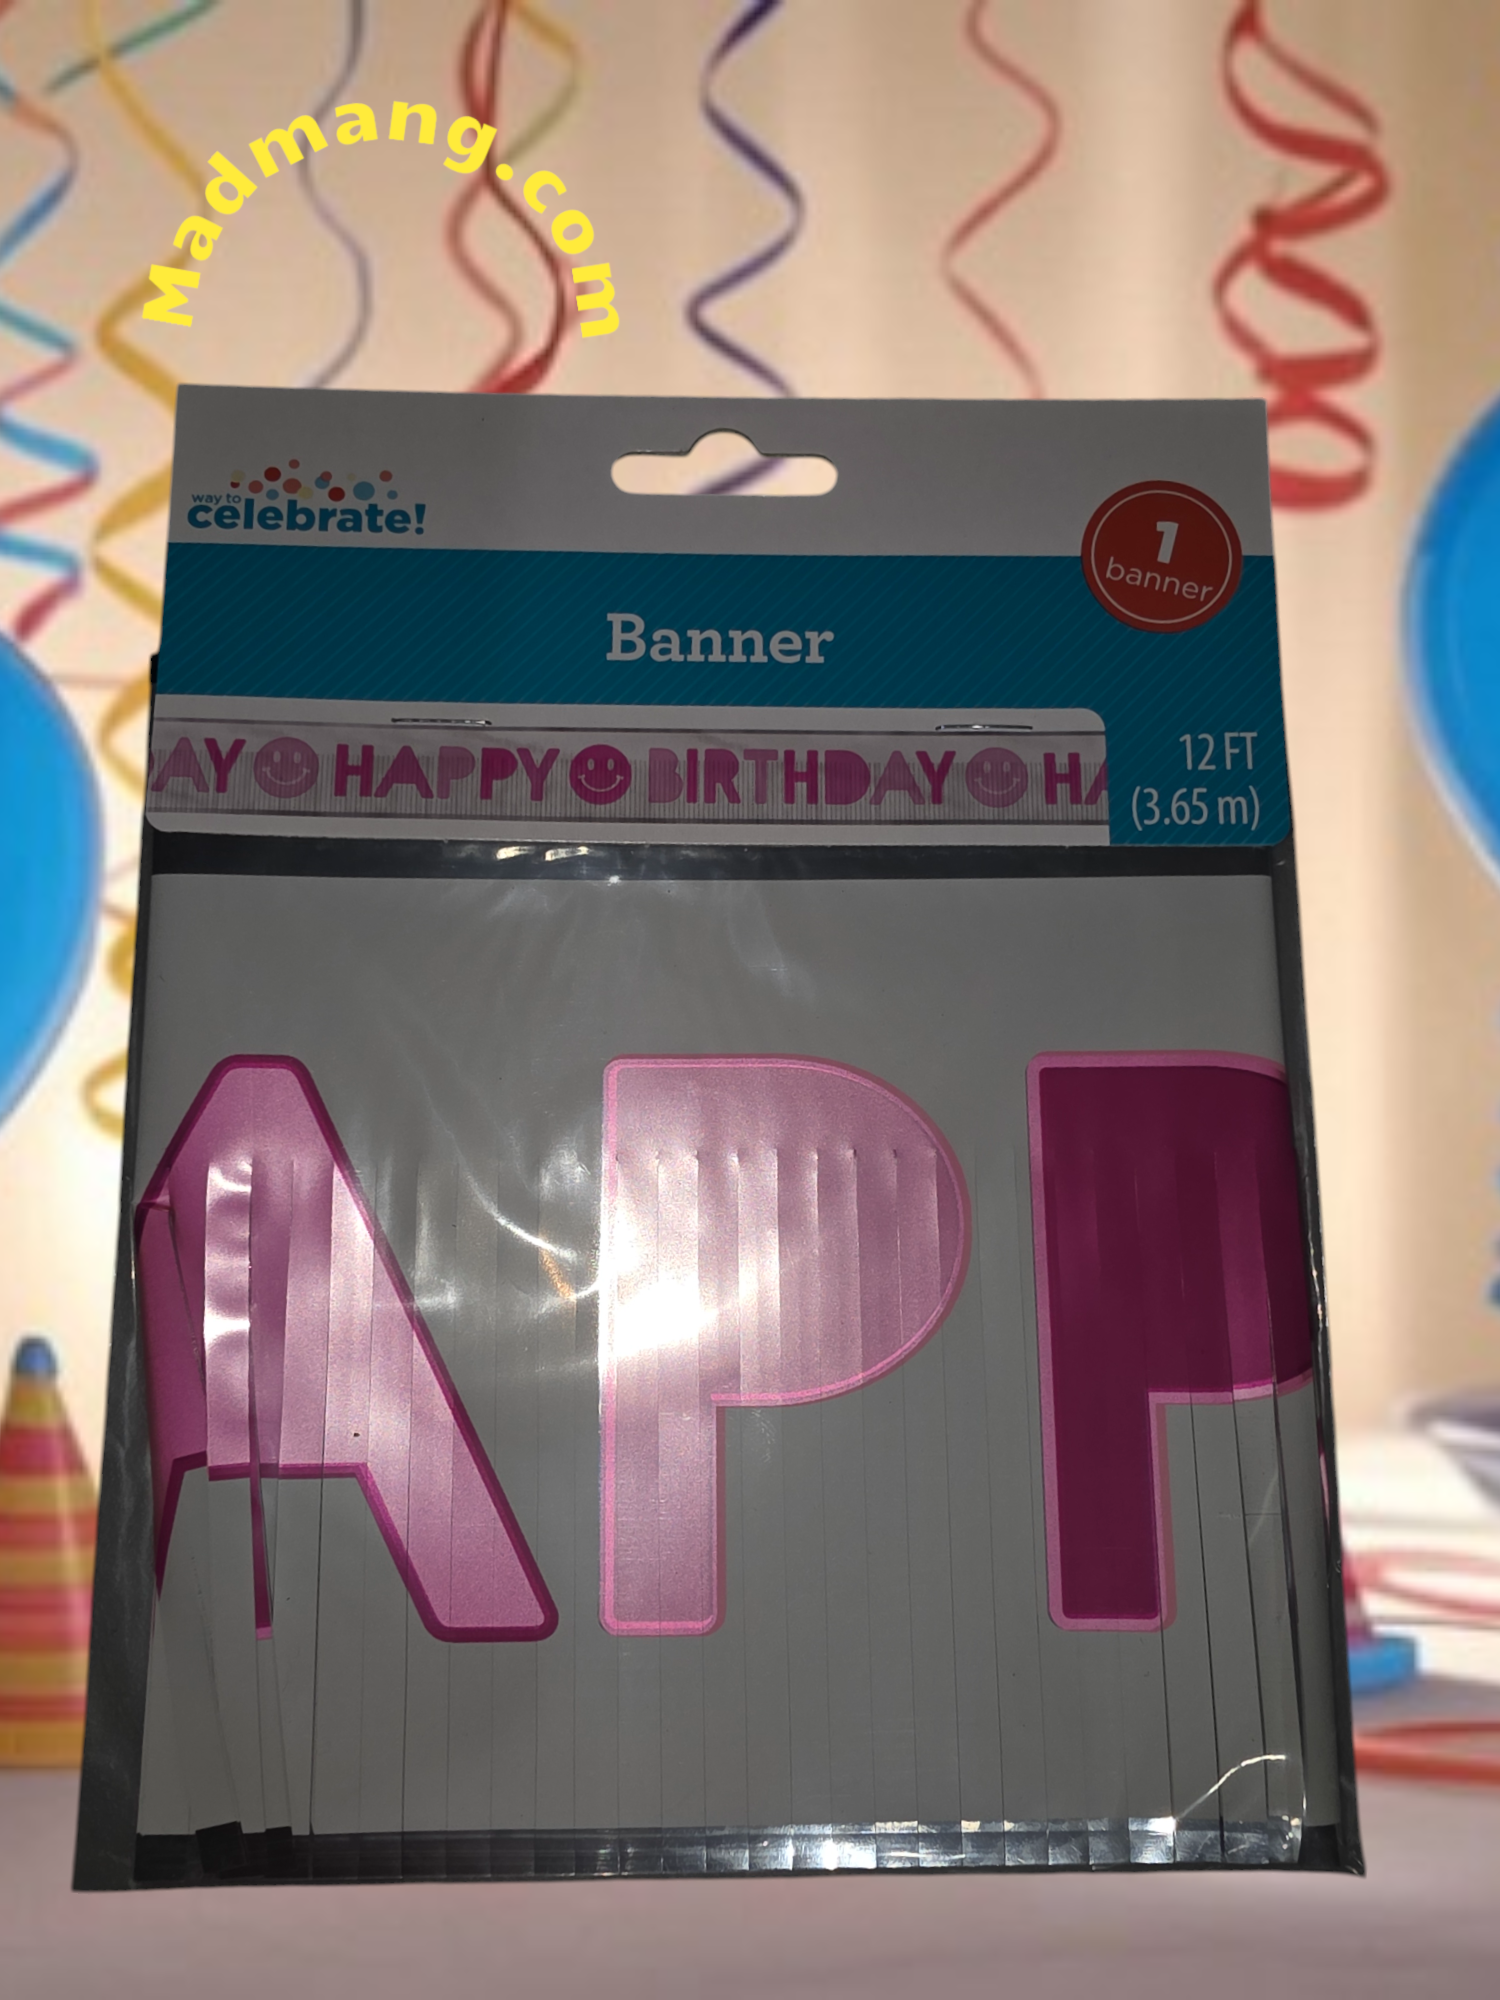 Madmang.com
way to
celebrate!
1
banner
Banner
AY HAPPY BIRTHDAY HA
12 FT
(3.65 m)
APP